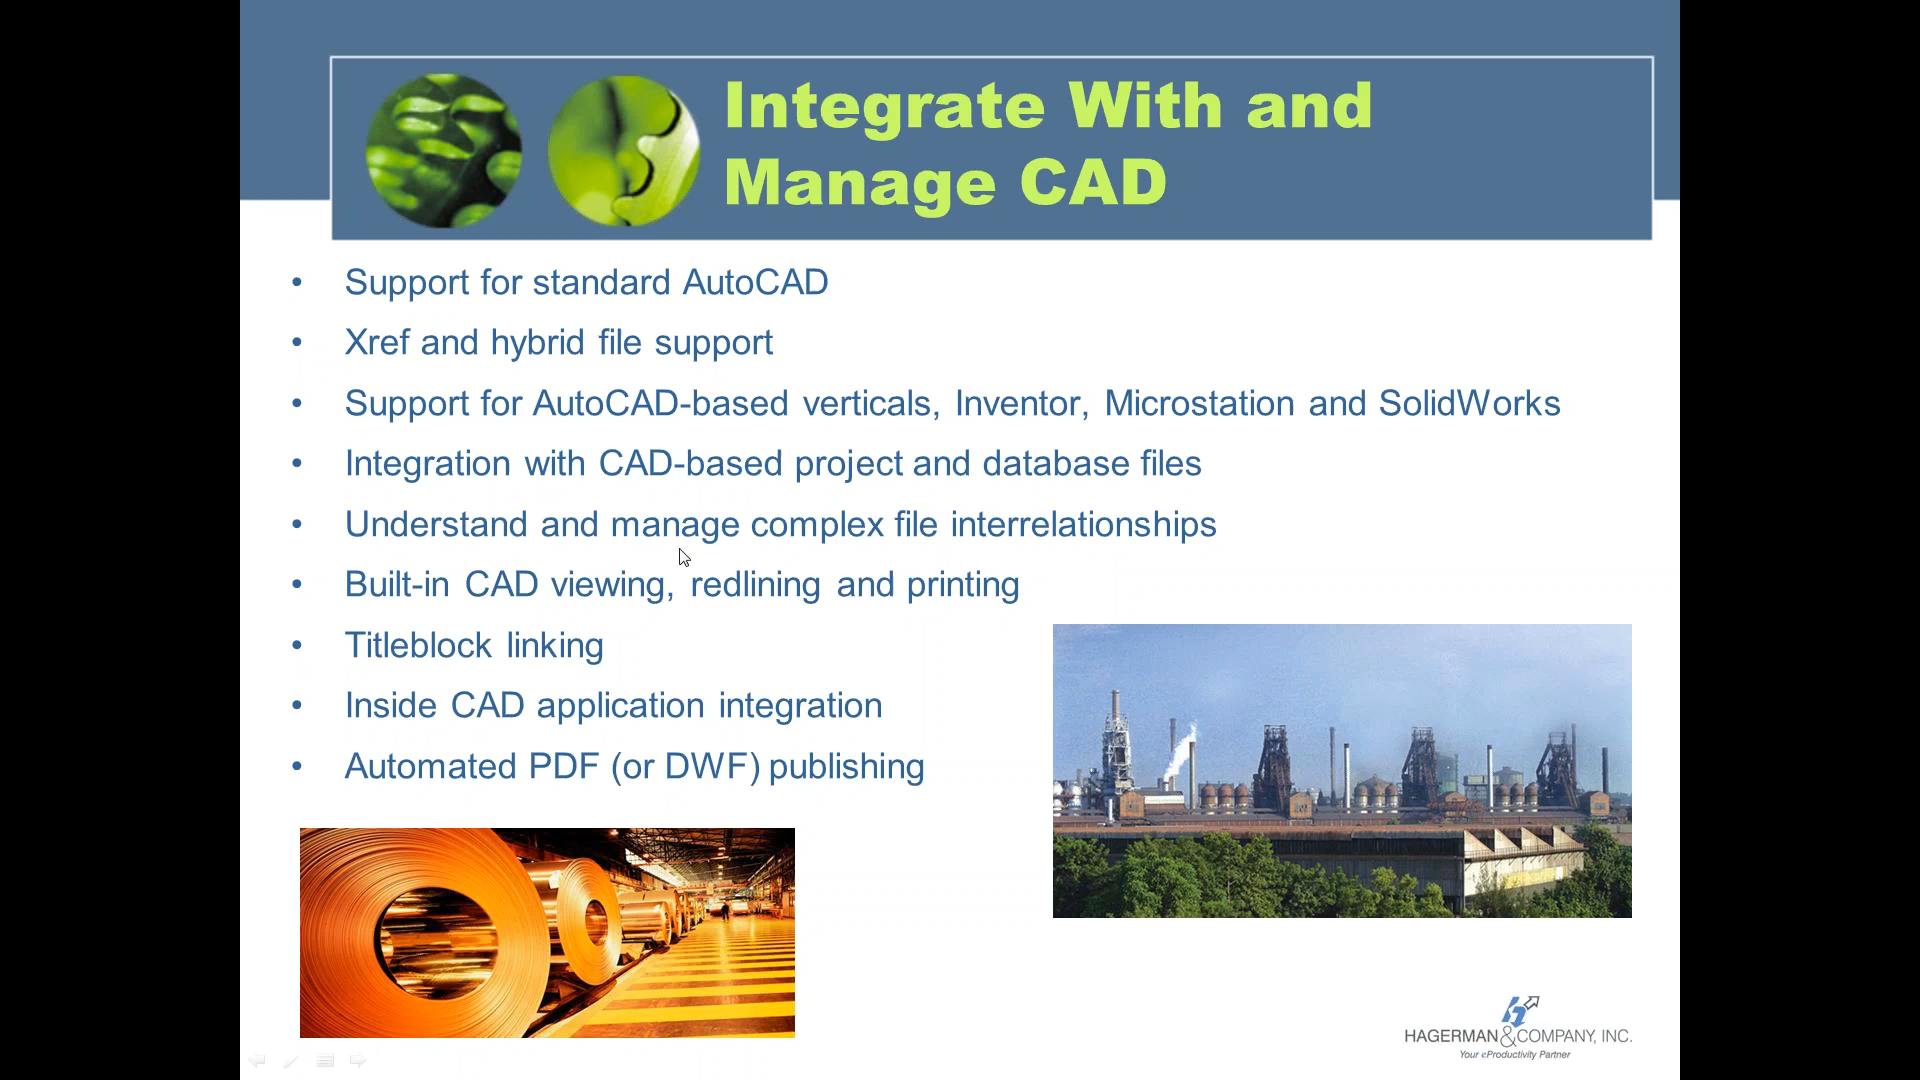 Integrate With and
Manage CAD
• Support for standard AutoCAD
• Xref and hybrid file support
• Support for AutoCAD-based verticals, Inventor, Microstation and SolidWorks
• Integration with CAD-based project and database files
• Understand and manage complex file interrelationships
• Built-in CAD viewing, redlining and printing
• Titleblock linking
• Inside CAD application integration
• Automated PDF (or DWF) publishing
HAGERMAN&COMPANY, INC.
Your eProductivity Partner